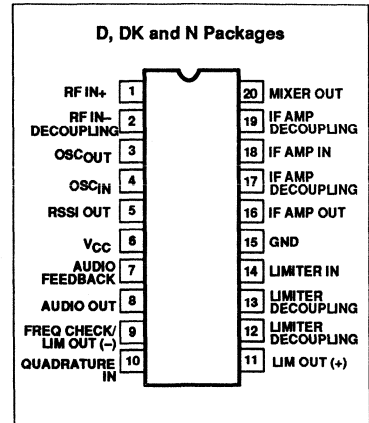 D, DK and N Packages
RF IN+ 1
RF IN–
DECOUPLING 2
OSCOUT 3
OSCIN 4
RSSI OUT 5
VCC 6
AUDIO
FEEDBACK 7
AUDIO OUT 8
FREQ CHECK/
LIM OUT (–) 9
QUADRATURE
IN 10
20 MIXER OUT
19 IF AMP
DECOUPLING
18 IF AMP IN
17 IF AMP
DECOUPLING
16 IF AMP OUT
15 GND
14 LIMITER IN
13 LIMITER
DECOUPLING
12 LIMITER
DECOUPLING
11 LIM OUT (+)